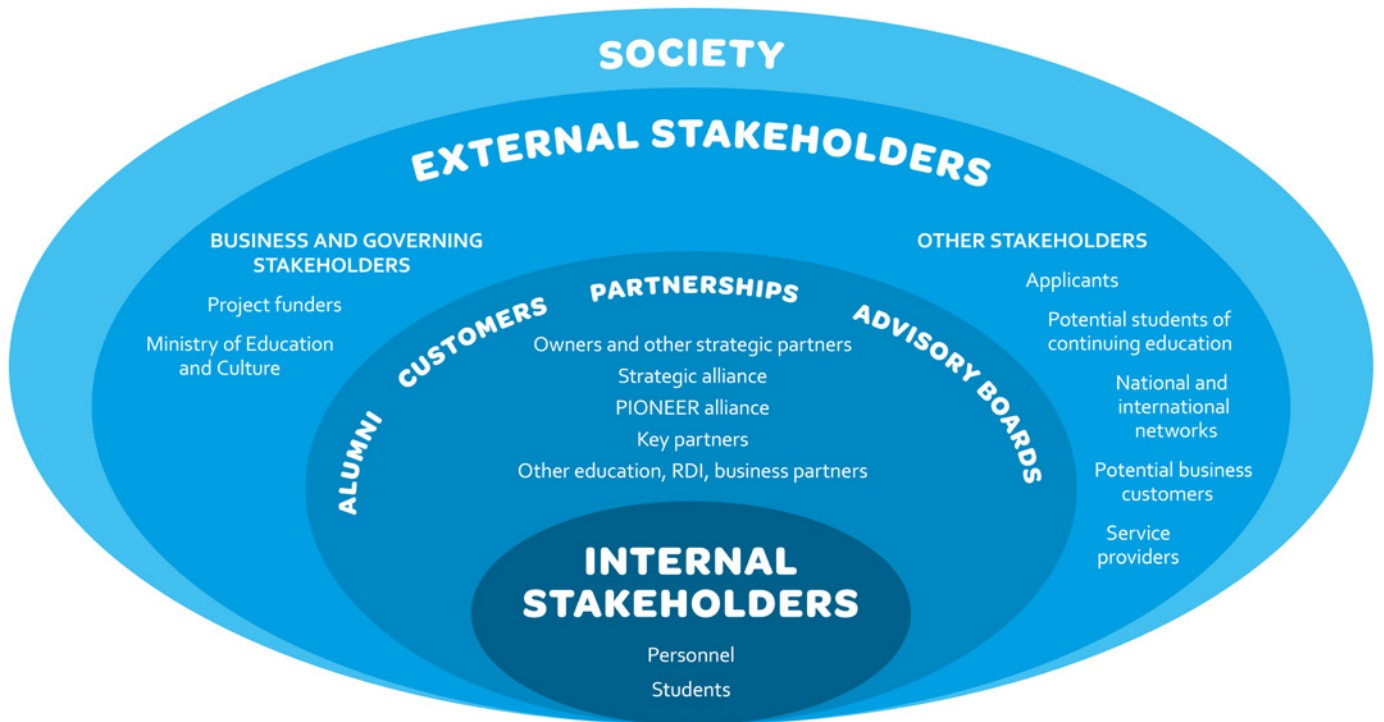 SOCIETY
EXTERNAL STAKEHOLDERS
BUSINESS AND GOVERNING
STAKEHOLDERS
Project funders
Ministry of Education
and Culture
OTHER STAKEHOLDERS
Applicants
Potential students of
continuing education
National and
international
networks
Potential business
customers
Service
providers
ALUMNI
CUSTOMERS
PARTNERSHIPS
ADVISORY BOARDS
Owners and other strategic partners
Strategic alliance
PIONEER alliance
Key partners
Other education, RDI, business partners
INTERNAL
STAKEHOLDERS
Personnel
Students